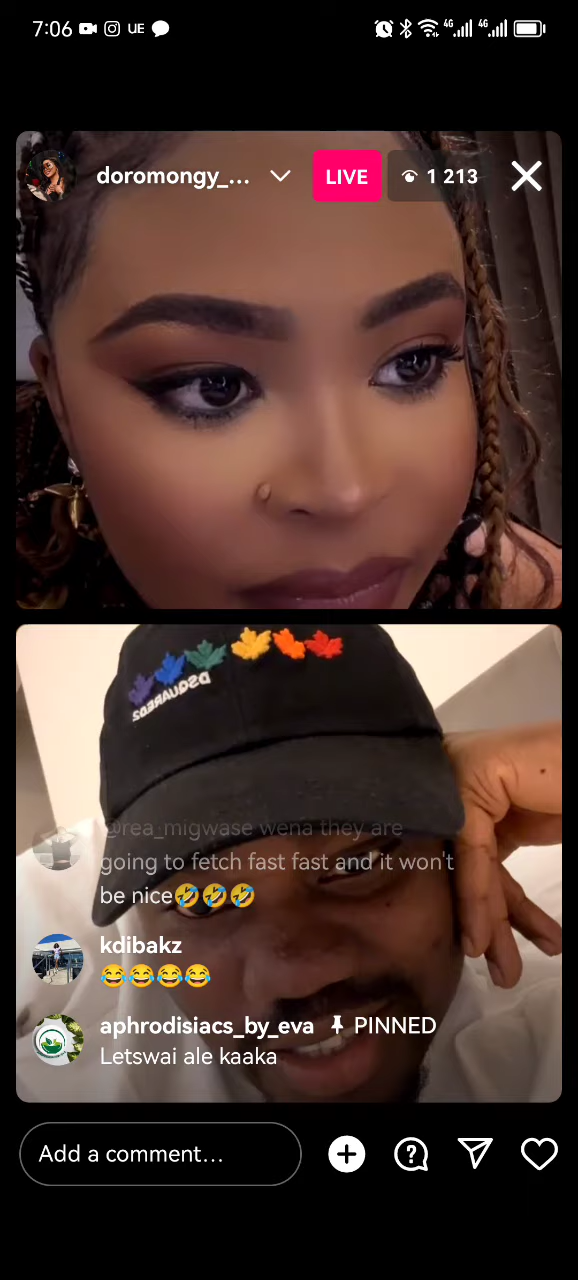 7:06 UE 4G 4G
doromongy_... LIVE 1 213
DSQUARED2
@rea_migwase wena they are
going to fetch fast fast and it won't
be nice🤣🤣🤣
kdibakz
😂😂😂😂
aphrodisiacs_by_eva PINNED
Letswai ale kaaka
Add a comment...